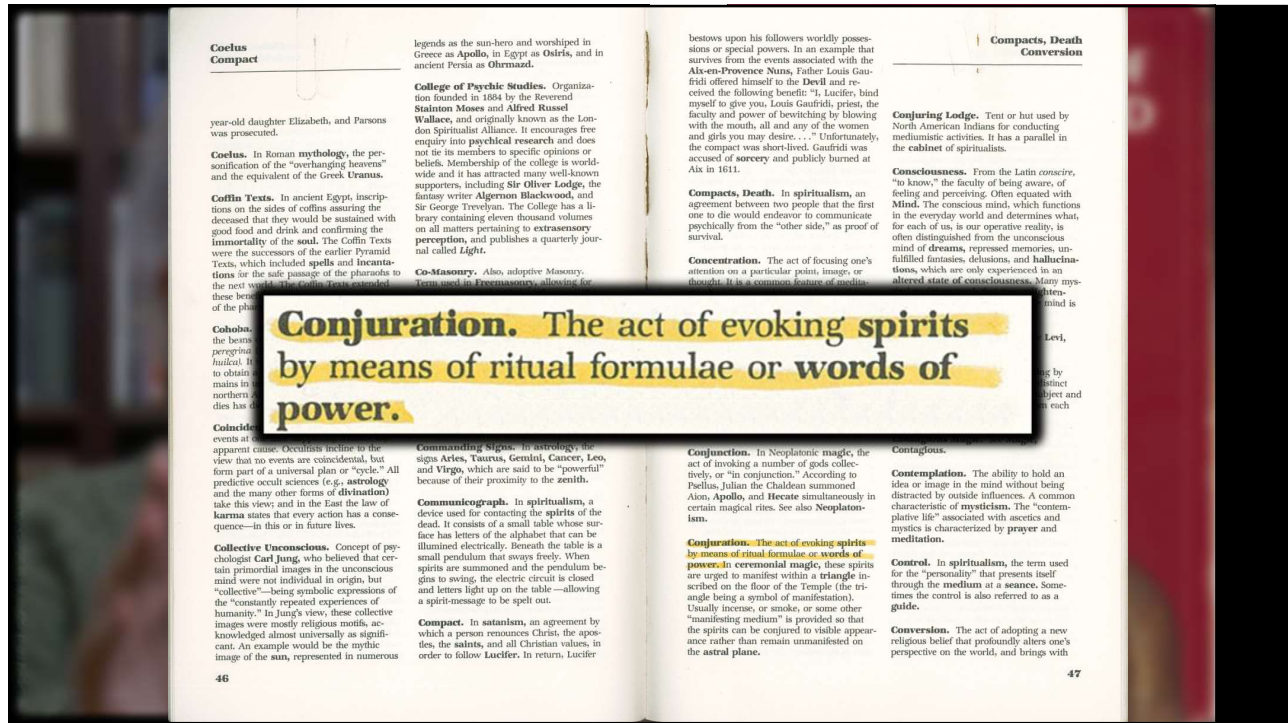 Coelus
Compact
year-old daughter Elizabeth, and Parsons
was prosecuted.
Coelus. In Roman mythology, the per-
sonification of the “overhanging heavens”
and the equivalent of the Greek Uranus.
Coffin Texts. In ancient Egypt, inscrip-
tions on the sides of coffins assuring the
deceased that they would be sustained with
good food and drink and confirming the
immortality of the soul. The Coffin Texts
were the successors of the earlier Pyramid
Texts, which included spells and incanta-
tions for the safe passage of the pharaohs to
the next world. The Coffin Texts extended
these
of the
Cohoba.
the beans
peregrina
huilca). It
to obtain
mains in
northern
dies has
events at
apparent cause. Occultists incline to the
view that no events are coincidental, but
form part of a universal plan or “cycle.” All
predictive occult sciences (e.g., astrology
and the many other forms of divination)
take this view; and in the East the law of
karma states that every action has a conse-
quence—in this or in future lives.
Collective Unconscious. Concept of psy-
chologist Carl Jung, who believed that cer-
tain primordial images in the unconscious
mind were not individual in origin, but
“collective”—being symbolic expressions of
the “constantly repeated experiences of
humanity.” In Jung’s view, these collective
images were mostly religious motifs, ac-
knowledged almost universally as signifi-
cant. An example would be the mythic
image of the sun, represented in numerous
46
legends as the sun-hero and worshiped in
Greece as Apollo, in Egypt as Osiris, and in
ancient Persia as Ohrmazd.
College of Psychic Studies. Organiza-
tion founded in 1884 by the Reverend
Stainton Moses and Alfred Russel
Wallace, and originally known as the Lon-
don Spiritualist Alliance. It encourages free
enquiry into psychical research and does
not tie its members to specific opinions or
beliefs. Membership of the college is world-
wide and it has attracted many well-known
supporters, including Sir Oliver Lodge, the
fantasy writer Algernon Blackwood, and
Sir George Trevelyan. The College has a li-
brary containing eleven thousand volumes
on all matters pertaining to extrasensory
perception, and publishes a quarterly jour-
nal called Light.
Co-Masonry. Also, adoptive Masonry.
Term used in Freemasonry, allowing for
Conjuration. The act of evoking spirits
by means of ritual formulae or words of
power.
Commanding Signs. In astrology, the
signs Aries, Taurus, Gemini, Cancer, Leo,
and Virgo, which are said to be “powerful”
because of their proximity to the zenith.
Communicograph. In spiritualism, a
device used for contacting the spirits of the
dead. It consists of a small table whose sur-
face has letters of the alphabet that can be
illumined electrically. Beneath the table is a
small pendulum that sways freely. When
spirits are summoned and the pendulum be-
gins to swing, the electric circuit is closed
and letters light up on the table —allowing
a spirit-message to be spelt out.
Compact. In satanism, an agreement by
which a person renounces Christ, the apos-
tles, the saints, and all Christian values, in
order to follow Lucifer. In return, Lucifer
bestows upon his followers worldly posses-
sions or special powers. In an example that
survives from the events associated with the
Aix-en-Provence Nuns, Father Louis Gau-
fridi offered himself to the Devil and re-
ceived the following benefit: “I, Lucifer, bind
myself to give you, Louis Gaufridi, priest, the
faculty and power of bewitching by blowing
with the mouth, all and any of the women
and girls you may desire. . . .” Unfortunately,
the compact was short-lived. Gaufridi was
accused of sorcery and publicly burned at
Aix in 1611.
Compacts, Death. In spiritualism, an
agreement between two people that the first
one to die would endeavor to communicate
psychically from the “other side,” as proof of
survival.
Concentration. The act of focusing one’s
attention on a particular point, image, or
thought. It is a common feature of medita-
Conjunction. In Neoplatonic magic, the
act of invoking a number of gods collec-
tively, or “in conjunction.” According to
Psellus, Julian the Chaldean summoned
Aion, Apollo, and Hecate simultaneously in
certain magical rites. See also Neoplaton-
ism.
Conjuration. The act of evoking spirits
by means of ritual formulae or words of
power. In ceremonial magic, these spirits
are urged to manifest within a triangle in-
scribed on the floor of the Temple (the tri-
angle being a symbol of manifestation).
Usually incense, or smoke, or some other
“manifesting medium” is provided so that
the spirits can be conjured to visible appear-
ance rather than remain unmanifested on
the astral plane.
Compacts, Death
Conversion
Conjuring Lodge. Tent or hut used by
North American Indians for conducting
mediumistic activities. It has a parallel in
the cabinet of spiritualists.
Consciousness. From the Latin conscire,
“to know,” the faculty of being aware, of
feeling and perceiving. Often equated with
Mind. The conscious mind, which functions
in the everyday world and determines what,
for each of us, is our operative reality, is
often distinguished from the unconscious
mind of dreams, repressed memories, un-
fulfilled fantasies, delusions, and hallucina-
tions, which are only experienced in an
altered state of consciousness. Many mys-
mind is
Levi,
by
and
each
Contagious.
Contemplation. The ability to hold an
idea or image in the mind without being
distracted by outside influences. A common
characteristic of mysticism. The “contem-
plative life” associated with ascetics and
mystics is characterized by prayer and
meditation.
Control. In spiritualism, the term used
for the “personality” that presents itself
through the medium at a seance. Some-
times the control is also referred to as a
guide.
Conversion. The act of adopting a new
religious belief that profoundly alters one’s
perspective on the world, and brings with
47